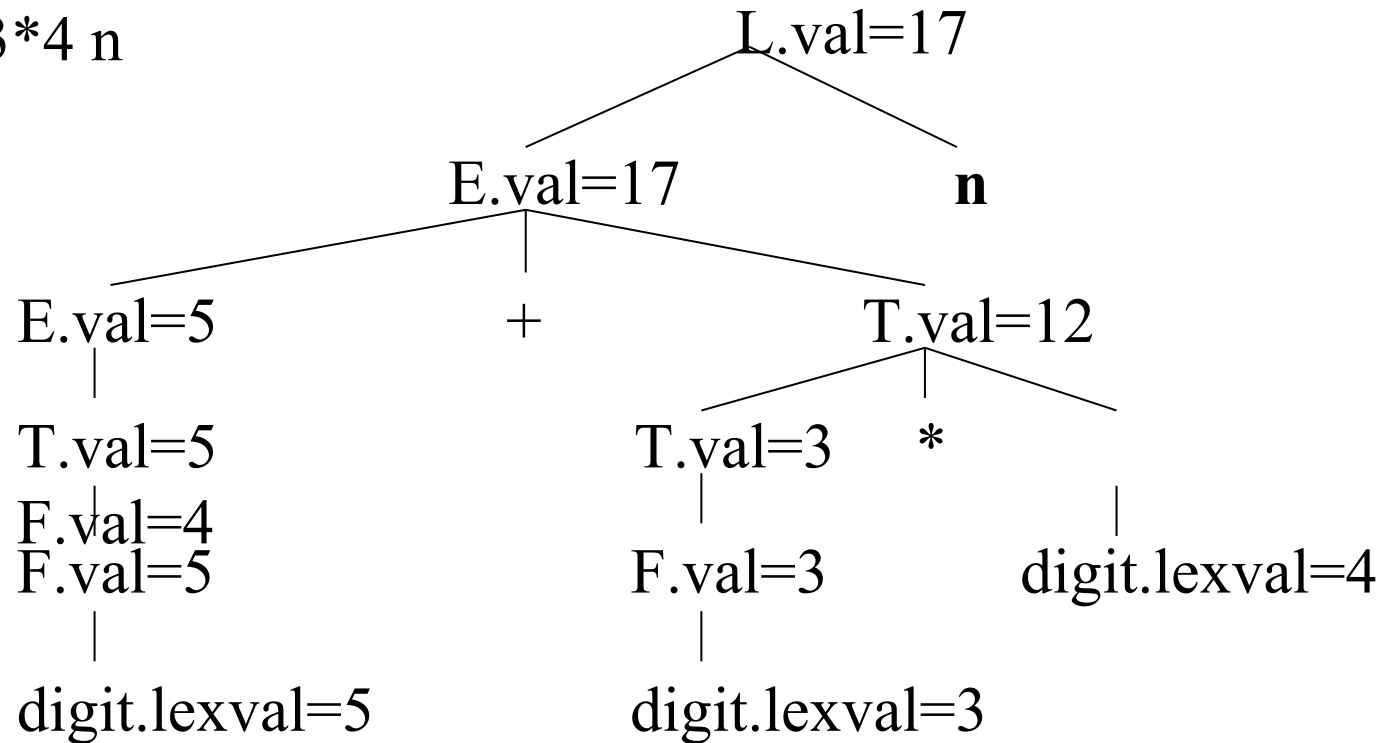 3*4 n
L.val=17
E.val=17 n
E.val=5 + T.val=12
T.val=5 T.val=3 *
F.val=4
F.val=5 F.val=3 digit.lexval=4
digit.lexval=5 digit.lexval=3